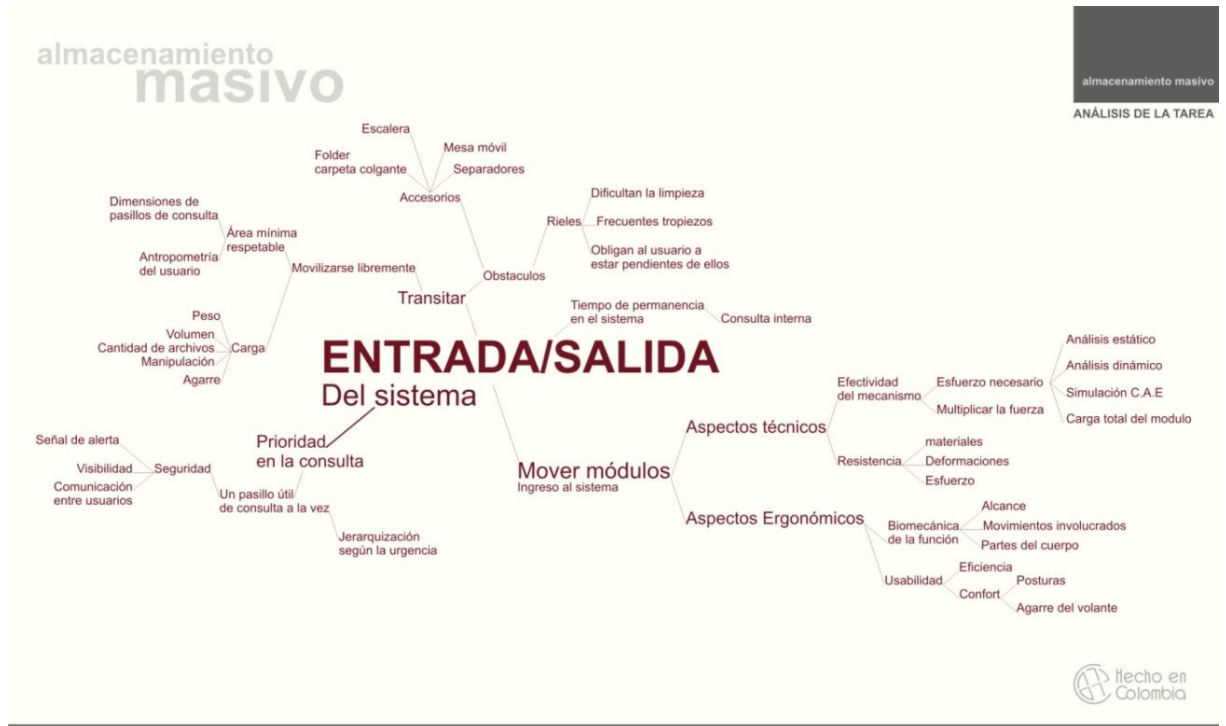 almacenamiento
masivo
almacenamiento masivo
ANÁLISIS DE LA TAREA
Escalera
Mesa móvil
Folder
carpeta colgante
Separadores
Accesorios
Dificultan la limpieza
Rieles
Frecuentes tropiezos
Obligan al usuario a
estar pendientes de ellos
Obstaculos
Dimensiones de
pasillos de consulta
Área mínima
respetable
Antropometría
del usuario
Movilizarse libremente
Transitar
Tiempo de permanencia
en el sistema
Consulta interna
Peso
Volumen
Cantidad de archivos
Carga
Manipulación
Agarre
ENTRADA/SALIDA
Del sistema
Prioridad
en la consulta
Señal de alerta
Visibilidad
Seguridad
Comunicación
entre usuarios
Un pasillo útil
de consulta a la vez
Jerarquización
según la urgencia
Mover módulos
Ingreso al sistema
Aspectos técnicos
Efectividad
del mecanismo
Esfuerzo necesario
Multiplicar la fuerza
Análisis estático
Análisis dinámico
Simulación C.A.E
Carga total del modulo
Resistencia
materiales
Deformaciones
Esfuerzo
Aspectos Ergonómicos
Biomecánica
de la función
Alcance
Movimientos involucrados
Partes del cuerpo
Usabilidad
Eficiencia
Confort
Posturas
Agarre del volante
Hecho en
Colombia